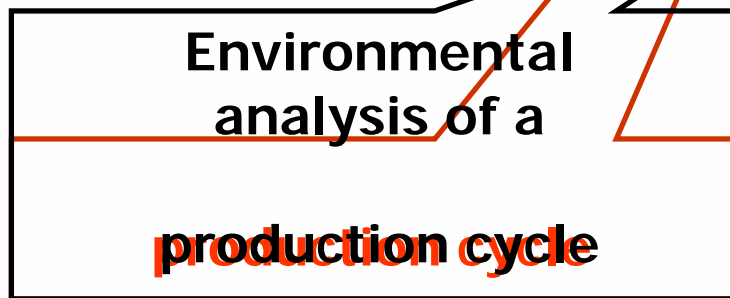 Environmental
analysis of a
production cycle